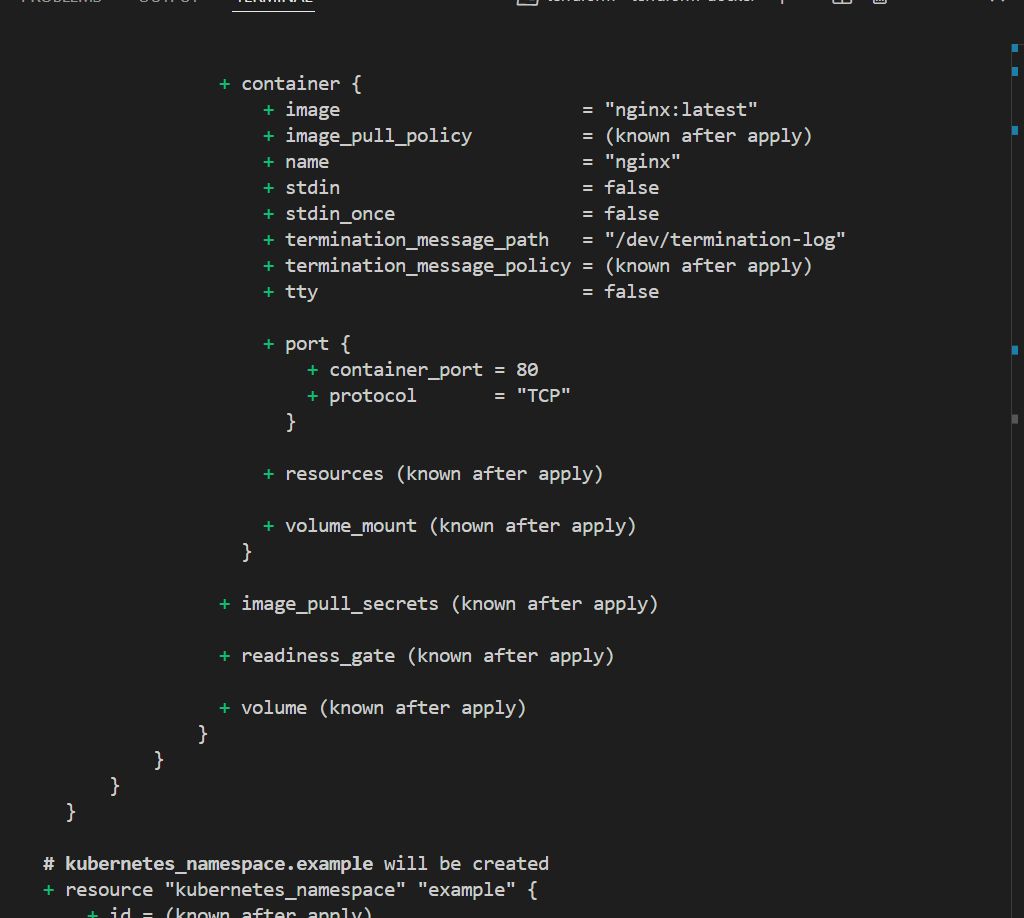 PROBLEMS OUTPUT TERMINAL
+ container {
+ image = "nginx:latest"
+ image_pull_policy = (known after apply)
+ name = "nginx"
+ stdin = false
+ stdin_once = false
+ termination_message_path = "/dev/termination-log"
+ termination_message_policy = (known after apply)
+ tty = false
+ port {
+ container_port = 80
+ protocol = "TCP"
}
+ resources (known after apply)
+ volume_mount (known after apply)
}
+ image_pull_secrets (known after apply)
+ readiness_gate (known after apply)
+ volume (known after apply)
}
}
}
}
# kubernetes_namespace.example will be created
+ resource "kubernetes_namespace" "example" {
+ id = (known after apply)